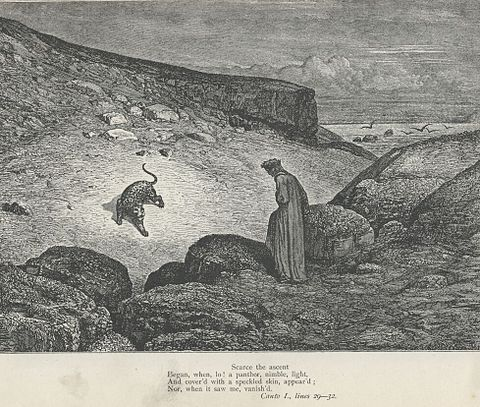 Scarce the ascent
Began, when, lo! a panther, nimble, light,
And cover'd with a speckled skin, appear'd;
Nor, when it saw me, vanish'd.
Canto I., lines 29—32.